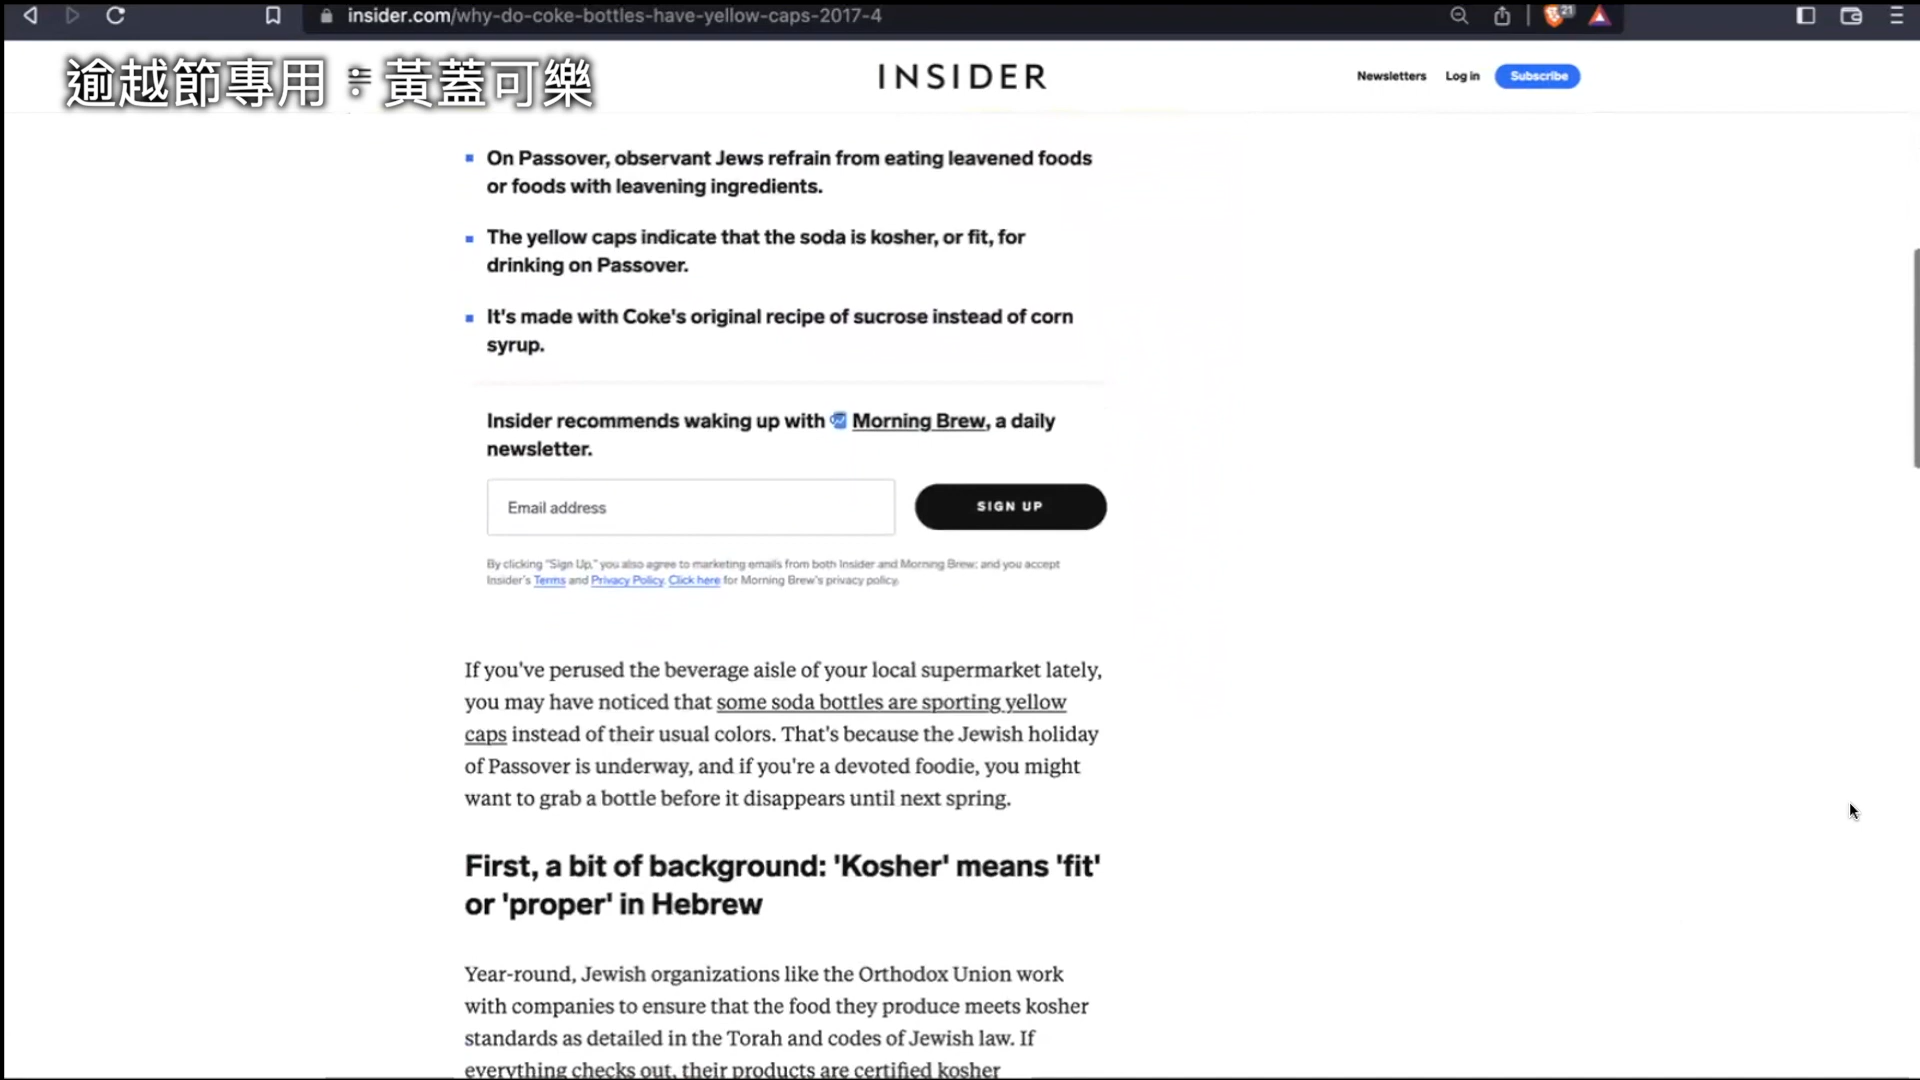 insider.com/why-do-coke-bottles-have-yellow-caps-2017-4
21
逾越節專用：黃蓋可樂
INSIDER
Newsletters
Log in
Subscribe
On Passover, observant Jews refrain from eating leavened foods
or foods with leavening ingredients.
The yellow caps indicate that the soda is kosher, or fit, for
drinking on Passover.
It's made with Coke's original recipe of sucrose instead of corn
syrup.
Insider recommends waking up with Morning Brew, a daily
newsletter.
Email address
SIGN UP
By clicking "Sign Up," you also agree to marketing emails from both Insider and Morning Brew; and you accept
Insider's Terms and Privacy Policy. Click here for Morning Brew's privacy policy.
If you've perused the beverage aisle of your local supermarket lately,
you may have noticed that some soda bottles are sporting yellow
caps instead of their usual colors. That's because the Jewish holiday
of Passover is underway, and if you're a devoted foodie, you might
want to grab a bottle before it disappears until next spring.
First, a bit of background: 'Kosher' means 'fit'
or 'proper' in Hebrew
Year-round, Jewish organizations like the Orthodox Union work
with companies to ensure that the food they produce meets kosher
standards as detailed in the Torah and codes of Jewish law. If
everything checks out, their products are certified kosher